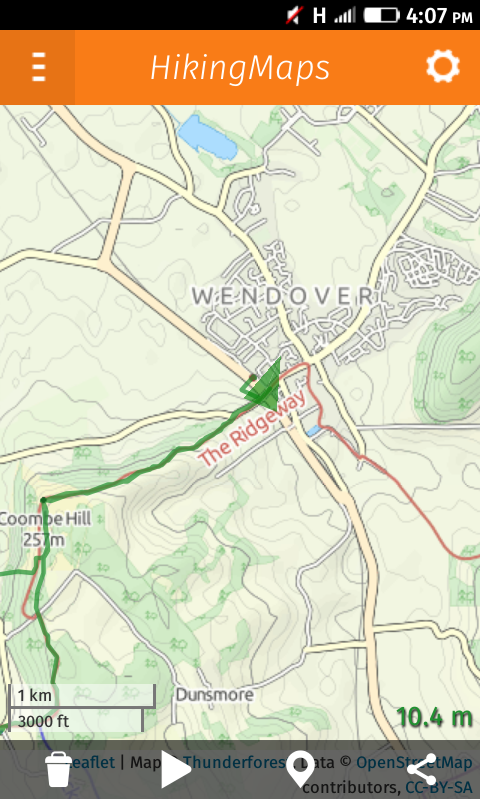 H 4:07 PM
HikingMaps
WENDOVER
The Ridgeway
Coombe Hill
257m
1 km
3000 ft
Dunsmore
10.4 m
Leaflet | Map © Thunderforest, Data © OpenStreetMap
contributors, CC-BY-SA